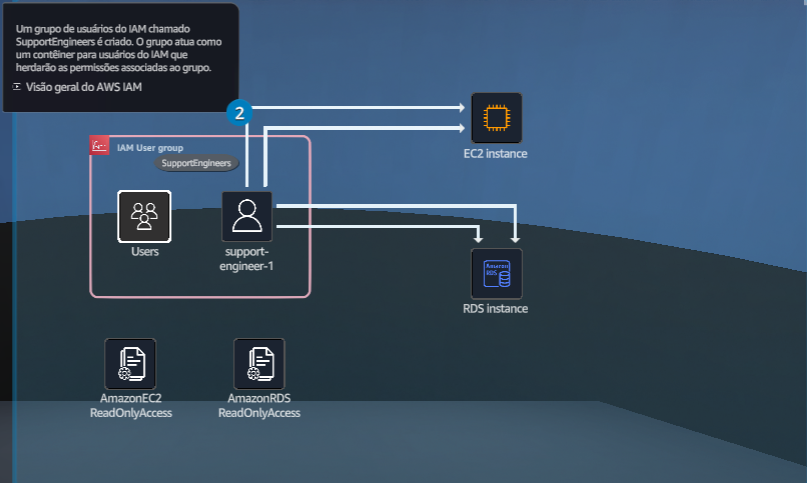 Um grupo de usuários do IAM chamado
SupportEngineers é criado. O grupo atua como
um contêiner para usuários do IAM que
herdarão as permissões associadas ao grupo.
Visão geral do AWS IAM
2
IAM User group
SupportEngineers
EC2 instance
Users
support-
engineer-1
Amazon
RDS
RDS instance
AmazonEC2
ReadOnlyAccess
AmazonRDS
ReadOnlyAccess